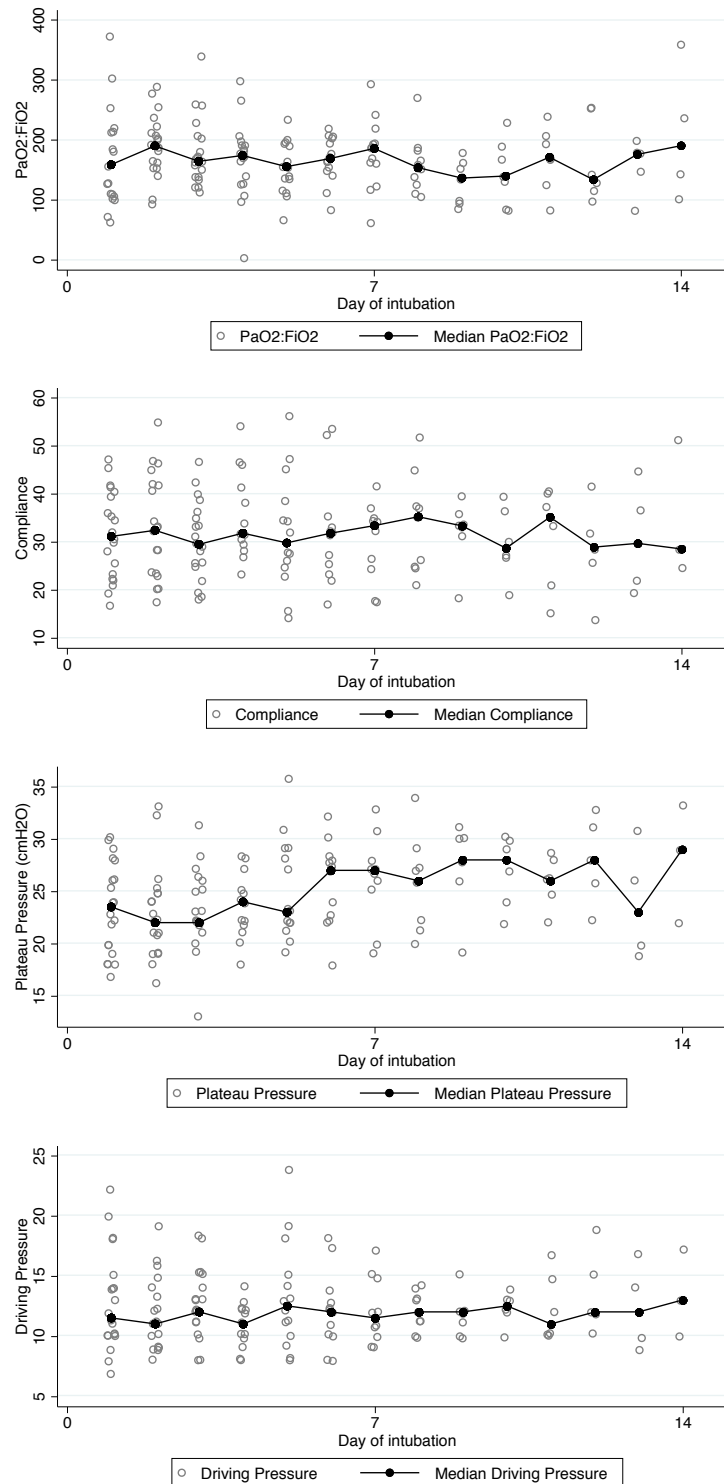 400
300
200
100
0
PaO2:FiO2
0 7 14
Day of intubation
PaO2:FiO2 Median PaO2:FiO2
60
50
40
30
20
10
Compliance
0 7 14
Day of intubation
Compliance Median Compliance
35
30
25
20
15
Plateau Pressure (cmH2O)
0 7 14
Day of intubation
Plateau Pressure Median Plateau Pressure
25
20
15
10
5
Driving Pressure
0 7 14
Day of intubation
Driving Pressure Median Driving Pressure